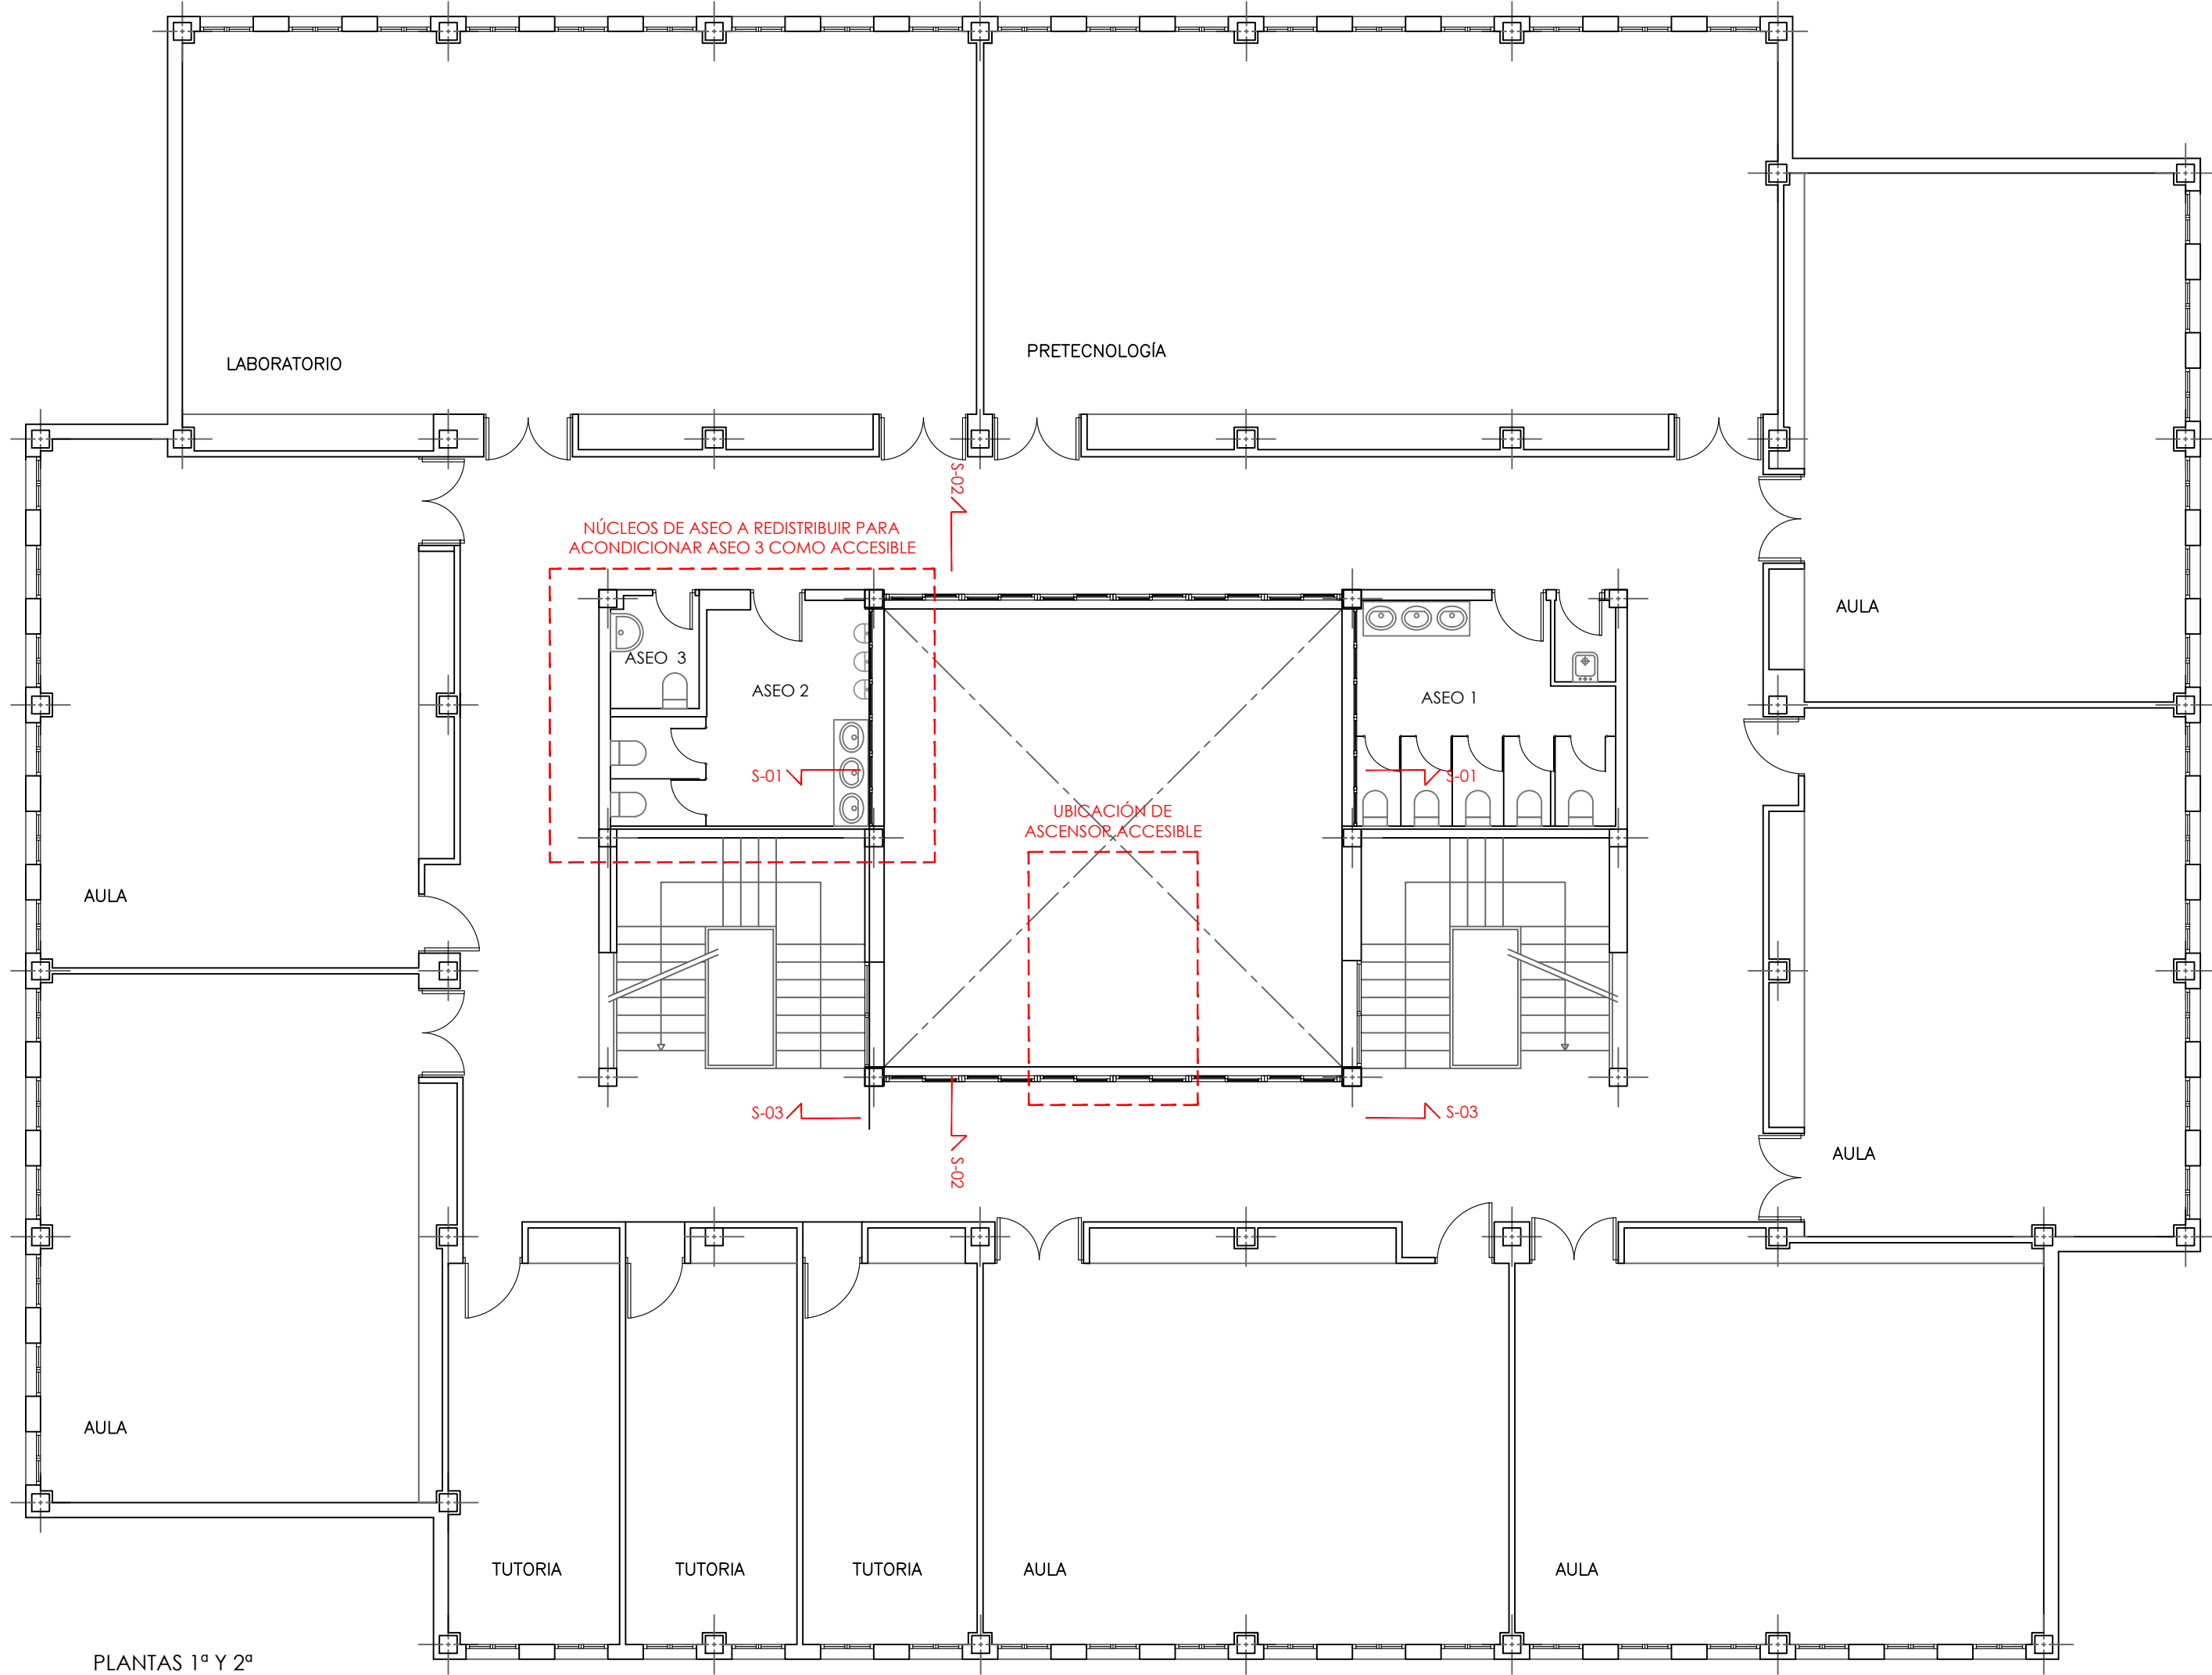 LABORATORIO
PRETECNOLOGÍA
S-02
NÚCLEOS DE ASEO A REDISTRIBUIR PARA
ACONDICIONAR ASEO 3 COMO ACCESIBLE
AULA
ASEO 3
ASEO 2
ASEO 1
S-01
S-01
UBICACIÓN DE
ASCENSOR ACCESIBLE
AULA
S-03
S-03
S-02
AULA
AULA
TUTORIA
TUTORIA
TUTORIA
AULA
AULA
PLANTAS 1ª Y 2ª